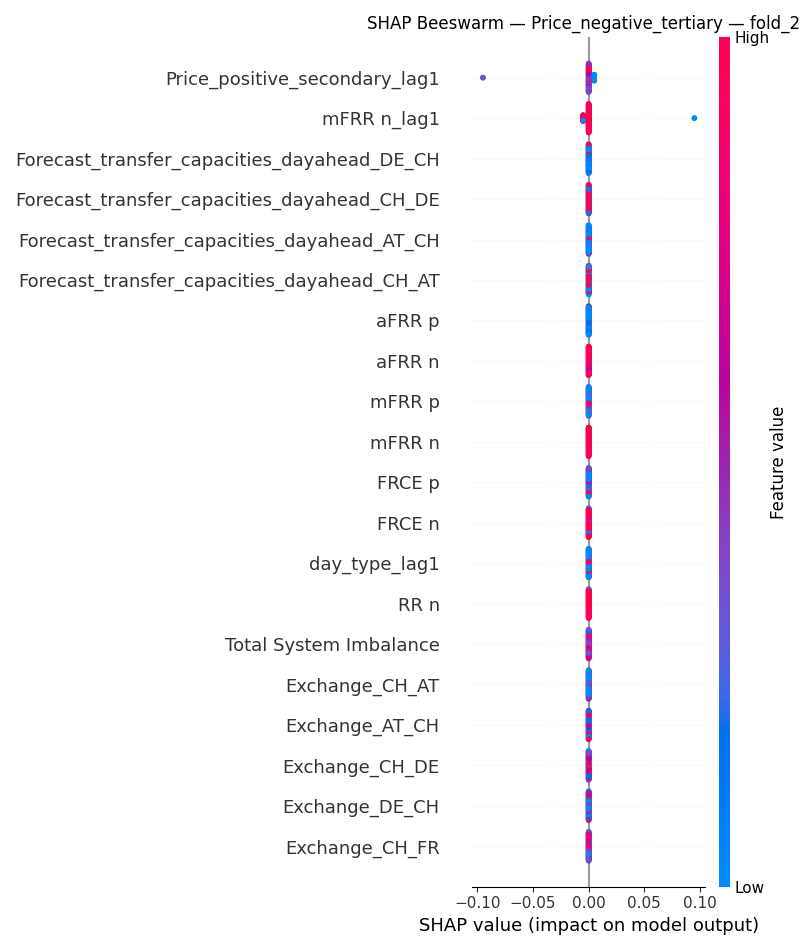 SHAP Beeswarm — Price_negative_tertiary — fold_2
High
Price_positive_secondary_lag1
mFRR n_lag1
Forecast_transfer_capacities_dayahead_DE_CH
Forecast_transfer_capacities_dayahead_CH_DE
Forecast_transfer_capacities_dayahead_AT_CH
Forecast_transfer_capacities_dayahead_CH_AT
aFRR p
aFRR n
mFRR p
mFRR n
FRCE p
FRCE n
day_type_lag1
RR n
Total System Imbalance
Exchange_CH_AT
Exchange_AT_CH
Exchange_CH_DE
Exchange_DE_CH
Exchange_CH_FR
Feature value
Low
−0.10 −0.05 0.00 0.05 0.10
SHAP value (impact on model output)